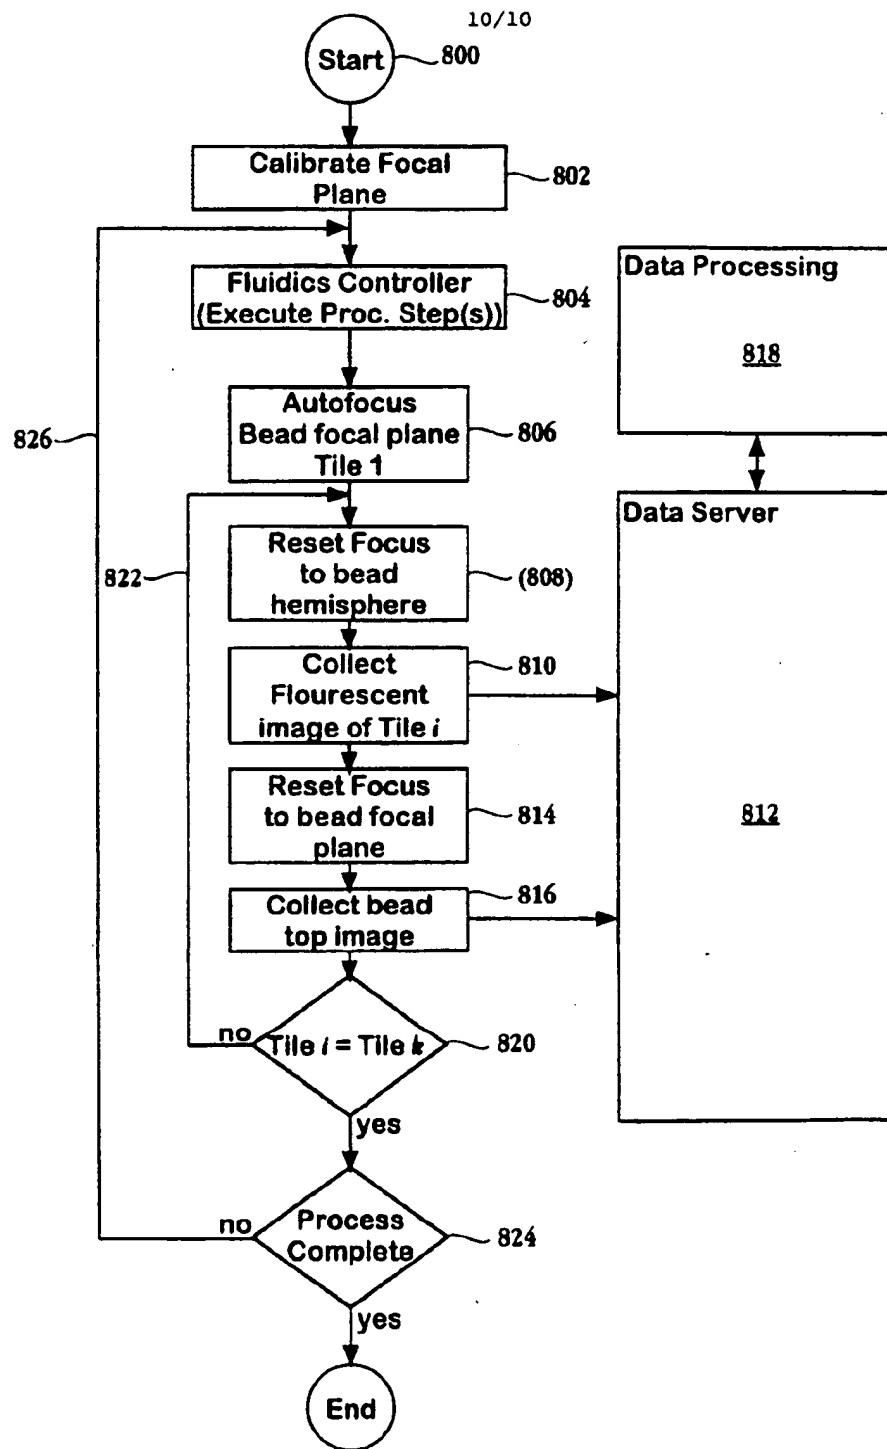 10/10
Start
800
Calibrate Focal
Plane
802
Fluidics Controller
(Execute Proc. Step(s))
804
Data Processing
818
Autofocus
Bead focal plane
Tile 1
806
826
Data Server
812
Reset Focus
to bead
hemisphere
(808)
822
Collect
Flourescent
image of Tile i
810
Reset Focus
to bead focal
plane
814
Collect bead
top image
816
no
Tile i = Tile k
820
yes
no
Process
Complete
824
yes
End